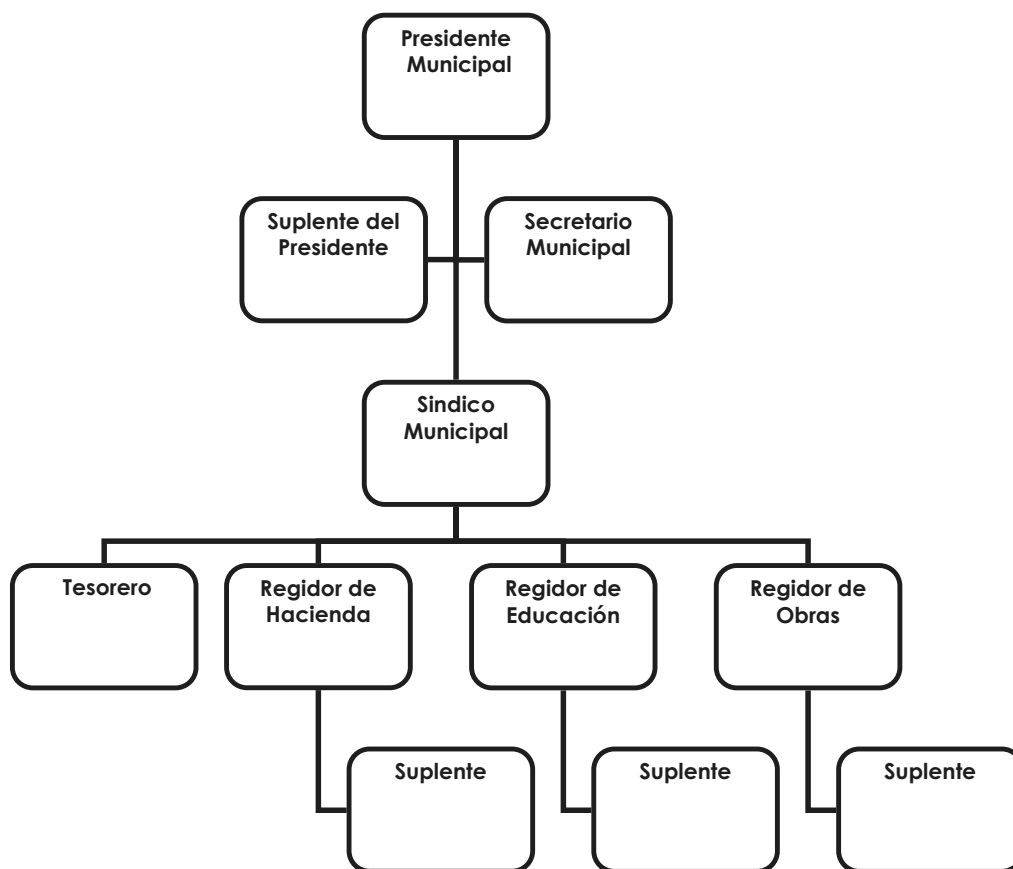 Presidente
Municipal
Suplente del
Presidente
Secretario
Municipal
Sindico
Municipal
Tesorero
Regidor de
Hacienda
Regidor de
Educación
Regidor de
Obras
Suplente
Suplente
Suplente